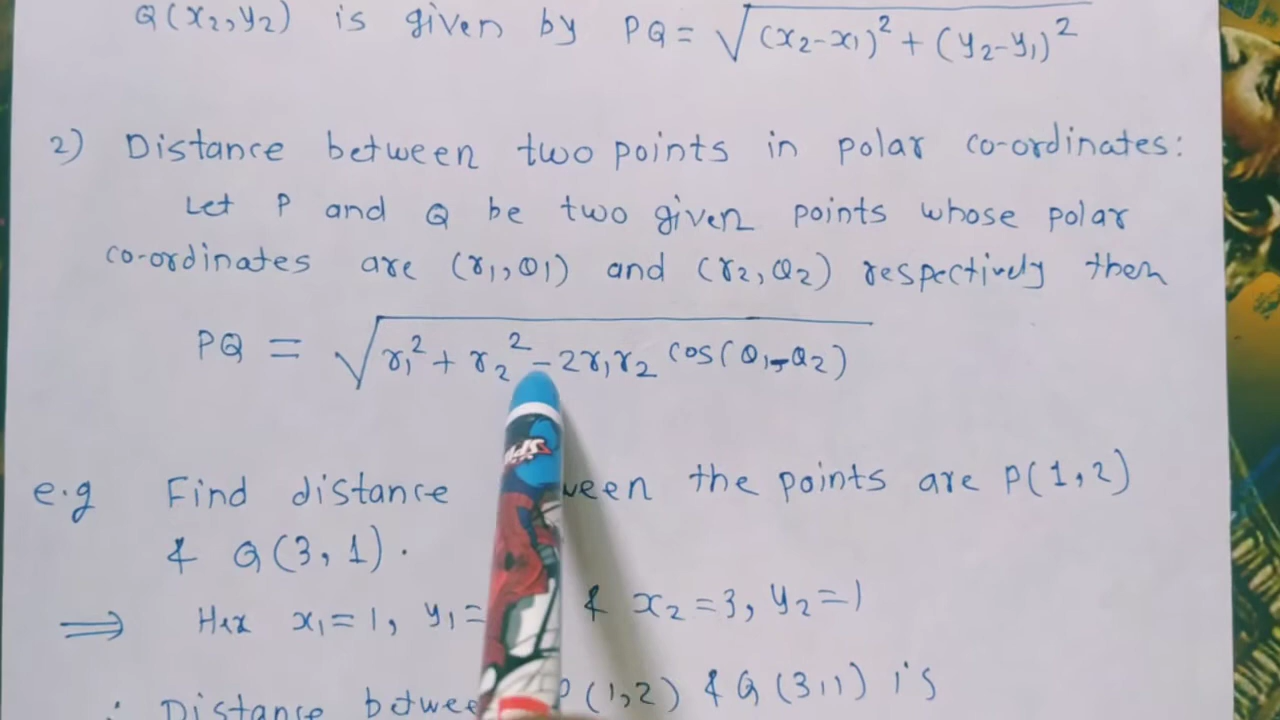 Q(x₂,y₂) is given by PQ = √(x₂-x₁)² + (y₂-y₁)²
2) Distance between two points in polar co-ordinates:
Let P and Q be two given points whose polar
co-ordinates are (r₁,θ₁) and (r₂,θ₂) respectively then
PQ = √r₁² + r₂² - 2r₁r₂ cos(θ₁-θ₂)
e.g Find distance ween the points are P(1,2)
& Q(3,1).
⟹ Here x₁=1, y₁= & x₂=3, y₂=1
∴ Distance betwee P(1,2) & Q(3,1) is